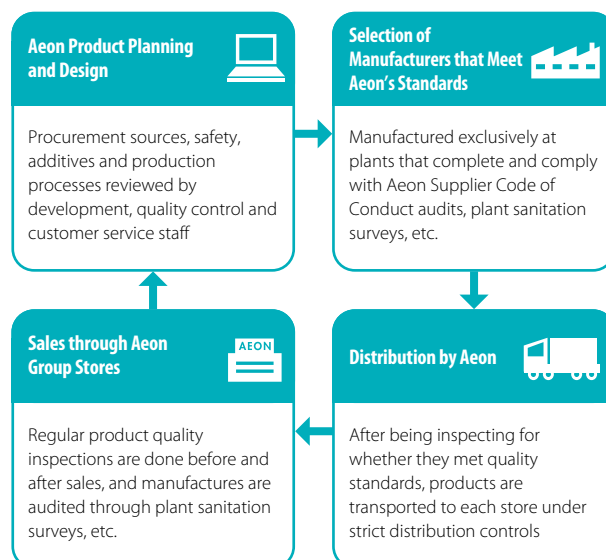 Aeon Product Planning
and Design
Procurement sources, safety,
additives and production
processes reviewed by
development, quality control and
customer service staff
Selection of
Manufacturers that Meet
Aeon's Standards
Manufactured exclusively at
plants that complete and comply
with Aeon Supplier Code of
Conduct audits, plant sanitation
surveys, etc.
Sales through Aeon
Group Stores
AEON
Regular product quality
inspections are done before and
after sales, and manufactures are
audited through plant sanitation
surveys, etc.
Distribution by Aeon
After being inspecting for
whether they met quality
standards, products are
transported to each store under
strict distribution controls